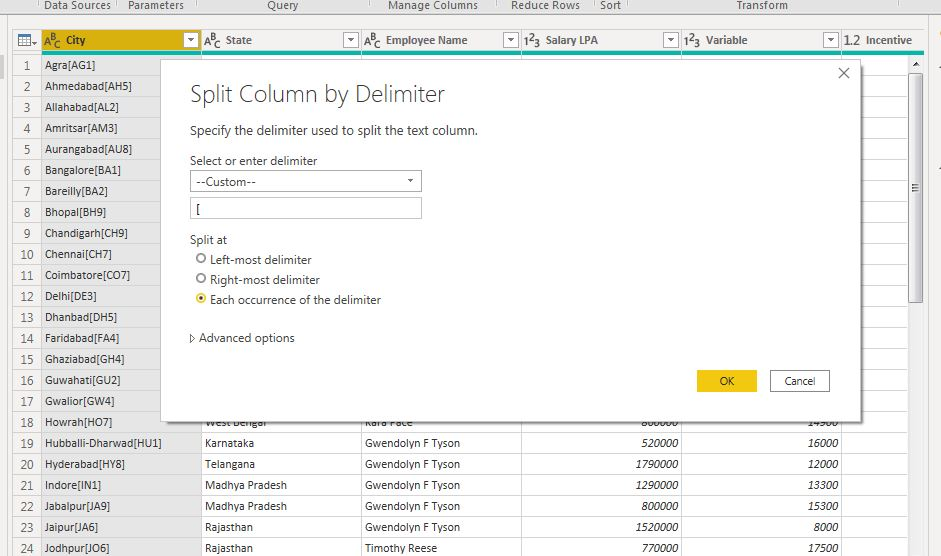 Data Sources Parameters Query Manage Columns Reduce Rows Sort Transform
City State Employee Name Salary LPA Variable 1.2 Incentive
1 Agra[AG1]
2 Ahmedabad[AH5]
3 Allahabad[AL2]
4 Amritsar[AM3]
5 Aurangabad[AU8]
6 Bangalore[BA1]
7 Bareilly[BA2]
8 Bhopal[BH9]
9 Chandigarh[CH9]
10 Chennai[CH7]
11 Coimbatore[CO7]
12 Delhi[DE3]
13 Dhanbad[DH5]
14 Faridabad[FA4]
15 Ghaziabad[GH4]
16 Guwahati[GU2]
17 Gwalior[GW4]
Split Column by Delimiter
Specify the delimiter used to split the text column.
Select or enter delimiter
--Custom--
[
Split at
Left-most delimiter
Right-most delimiter
Each occurrence of the delimiter
Advanced options
OK Cancel
18 Howrah[HO7] West Bengal Kara Pace 800000 14900
19 Hubballi-Dharwad[HU1] Karnataka Gwendolyn F Tyson 520000 16000
20 Hyderabad[HY8] Telangana Gwendolyn F Tyson 1790000 12000
21 Indore[IN1] Madhya Pradesh Gwendolyn F Tyson 1290000 13300
22 Jabalpur[JA9] Madhya Pradesh Gwendolyn F Tyson 800000 15300
23 Jaipur[JA6] Rajasthan Gwendolyn F Tyson 1520000 8000
24 Jodhpur[JO6] Rajasthan Timothy Reese 770000 17500